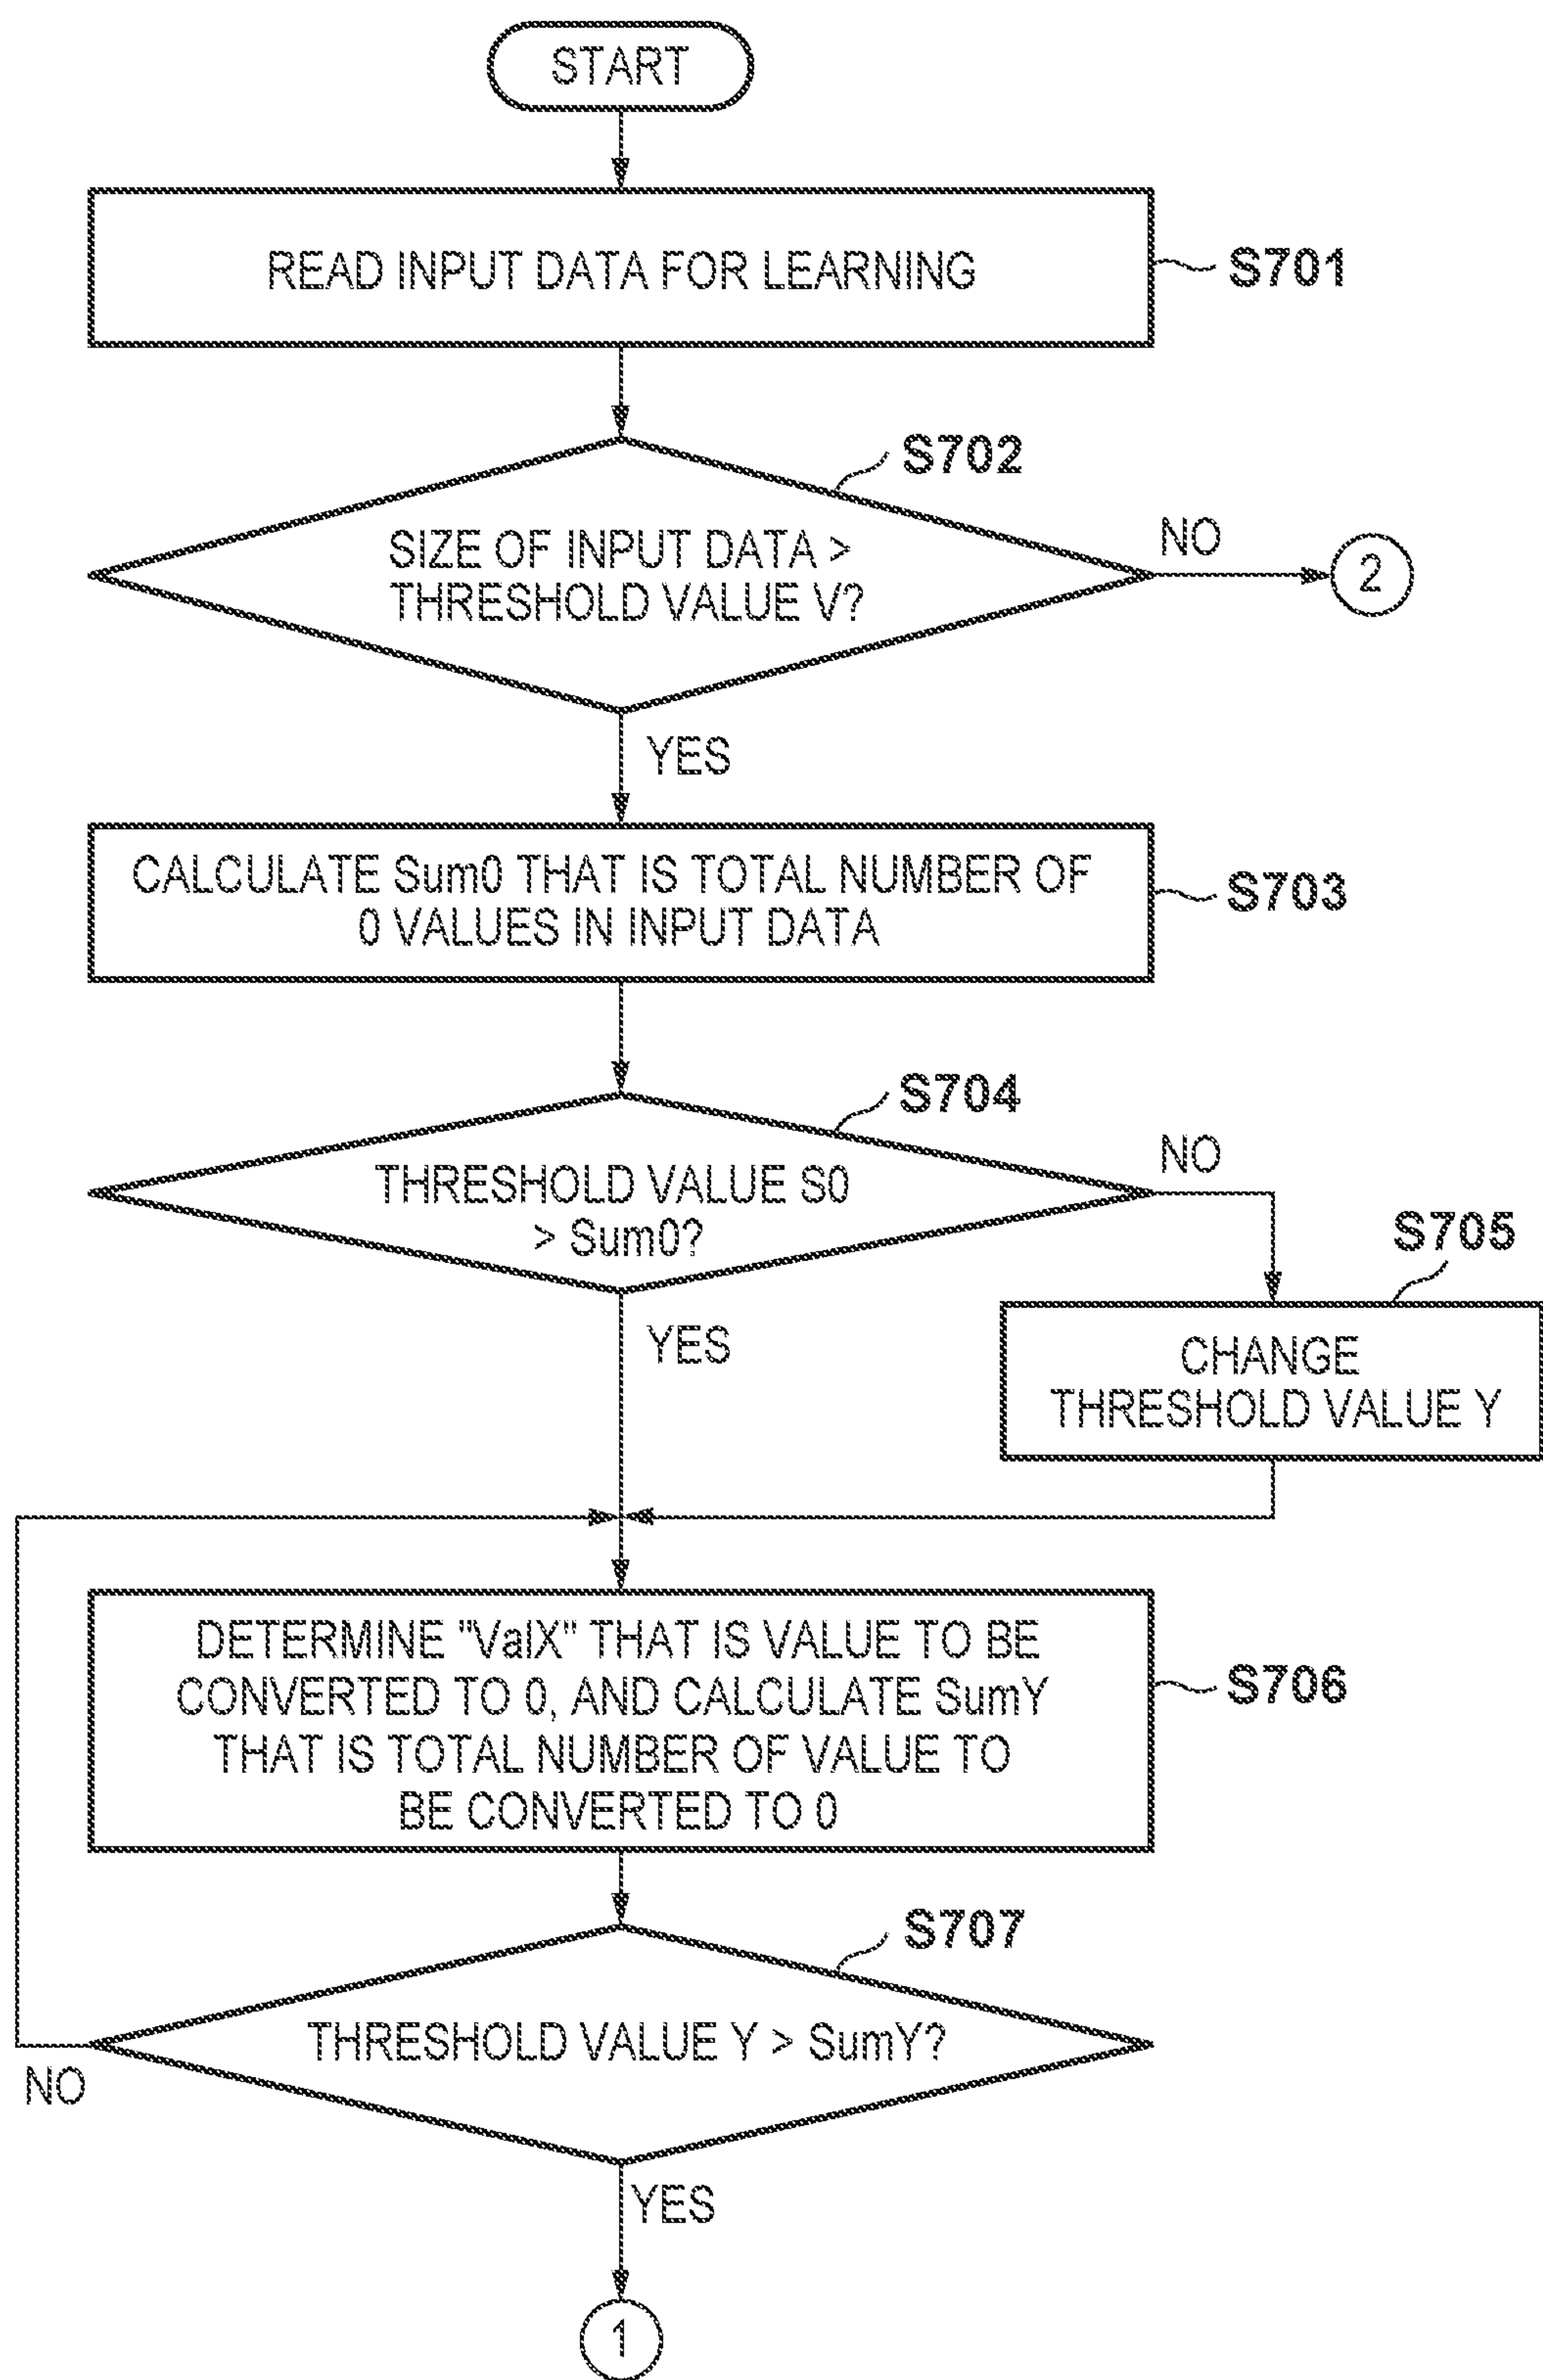 START
READ INPUT DATA FOR LEARNING
S701
S702
SIZE OF INPUT DATA >
THRESHOLD VALUE V?
NO
2
YES
CALCULATE Sum0 THAT IS TOTAL NUMBER OF
0 VALUES IN INPUT DATA
S703
S704
THRESHOLD VALUE S0
> Sum0?
NO
YES
S705
CHANGE
THRESHOLD VALUE Y
DETERMINE "ValX" THAT IS VALUE TO BE
CONVERTED TO 0, AND CALCULATE SumY
THAT IS TOTAL NUMBER OF VALUE TO
BE CONVERTED TO 0
S706
S707
THRESHOLD VALUE Y > SumY?
NO
YES
1